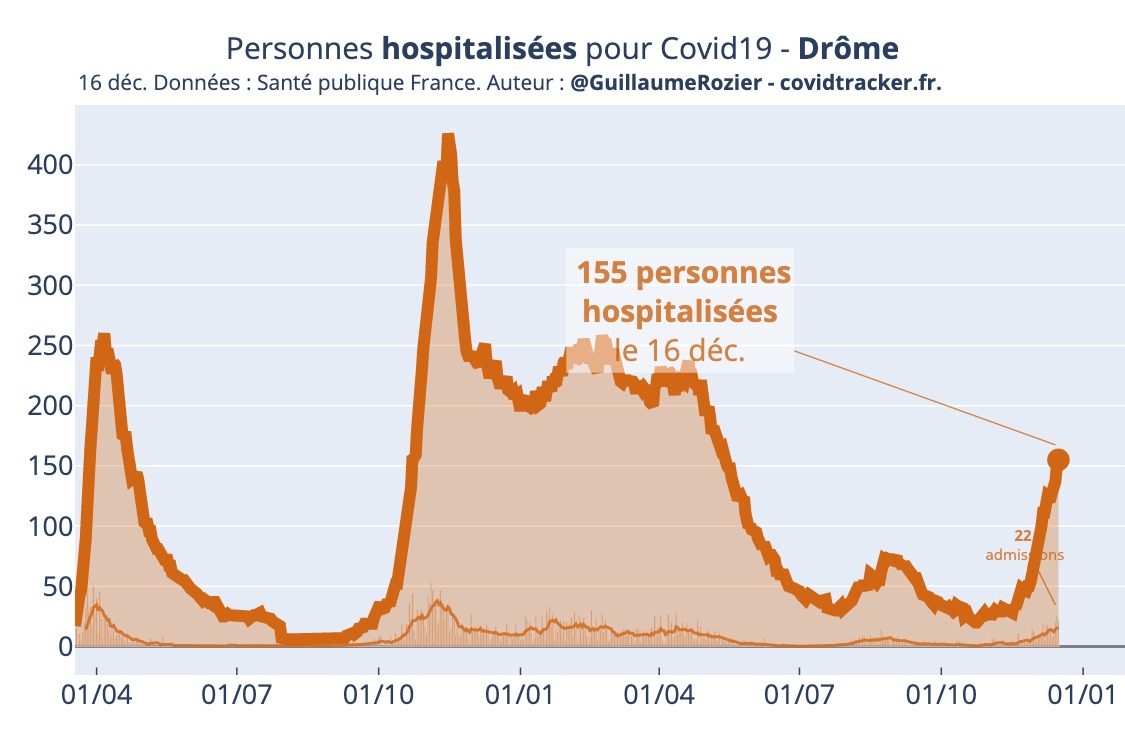 Personnes hospitalisées pour Covid19 - Drôme
16 déc. Données : Santé publique France. Auteur : @GuillaumeRozier - covidtracker.fr.
400
350
300
250
200
150
100
50
0
155 personnes
hospitalisées
le 16 déc.
22
admissions
01/04 01/07 01/10 01/01 01/04 01/07 01/10 01/01